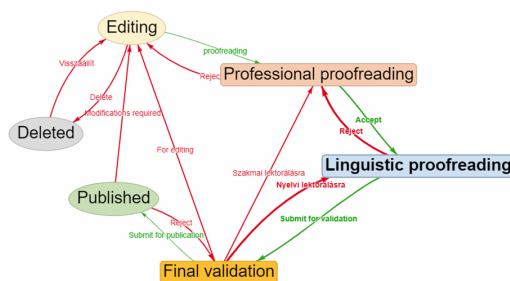 Editing
proofreading
Visszaállít
Reject
Professional proofreading
Delete
Modifications required
Accept
Deleted
Reject
For editing
Szakmai lektorálásra
Linguistic proofreading
Nyelvi lektorálásra
Published
Reject
Submit for validation
Submit for publication
Final validation